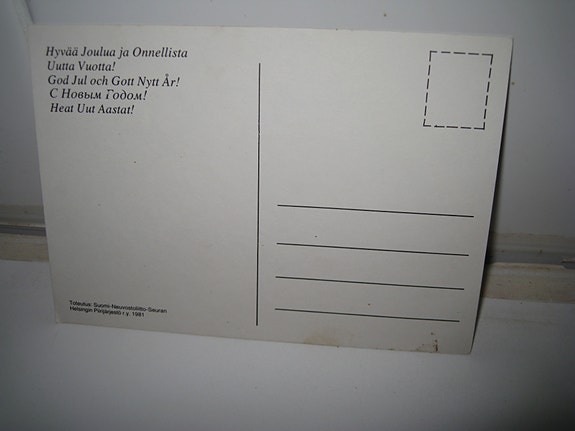 Hyvää Joulua ja Onnellista
Uutta Vuotta!
God Jul och Gott Nytt År!
С Новым Годом!
Head Uut Aastat!
Toteutus: Suomi-Neuvostoliitto-Seuran
Helsingin Piirijärjestö r.y. 1981